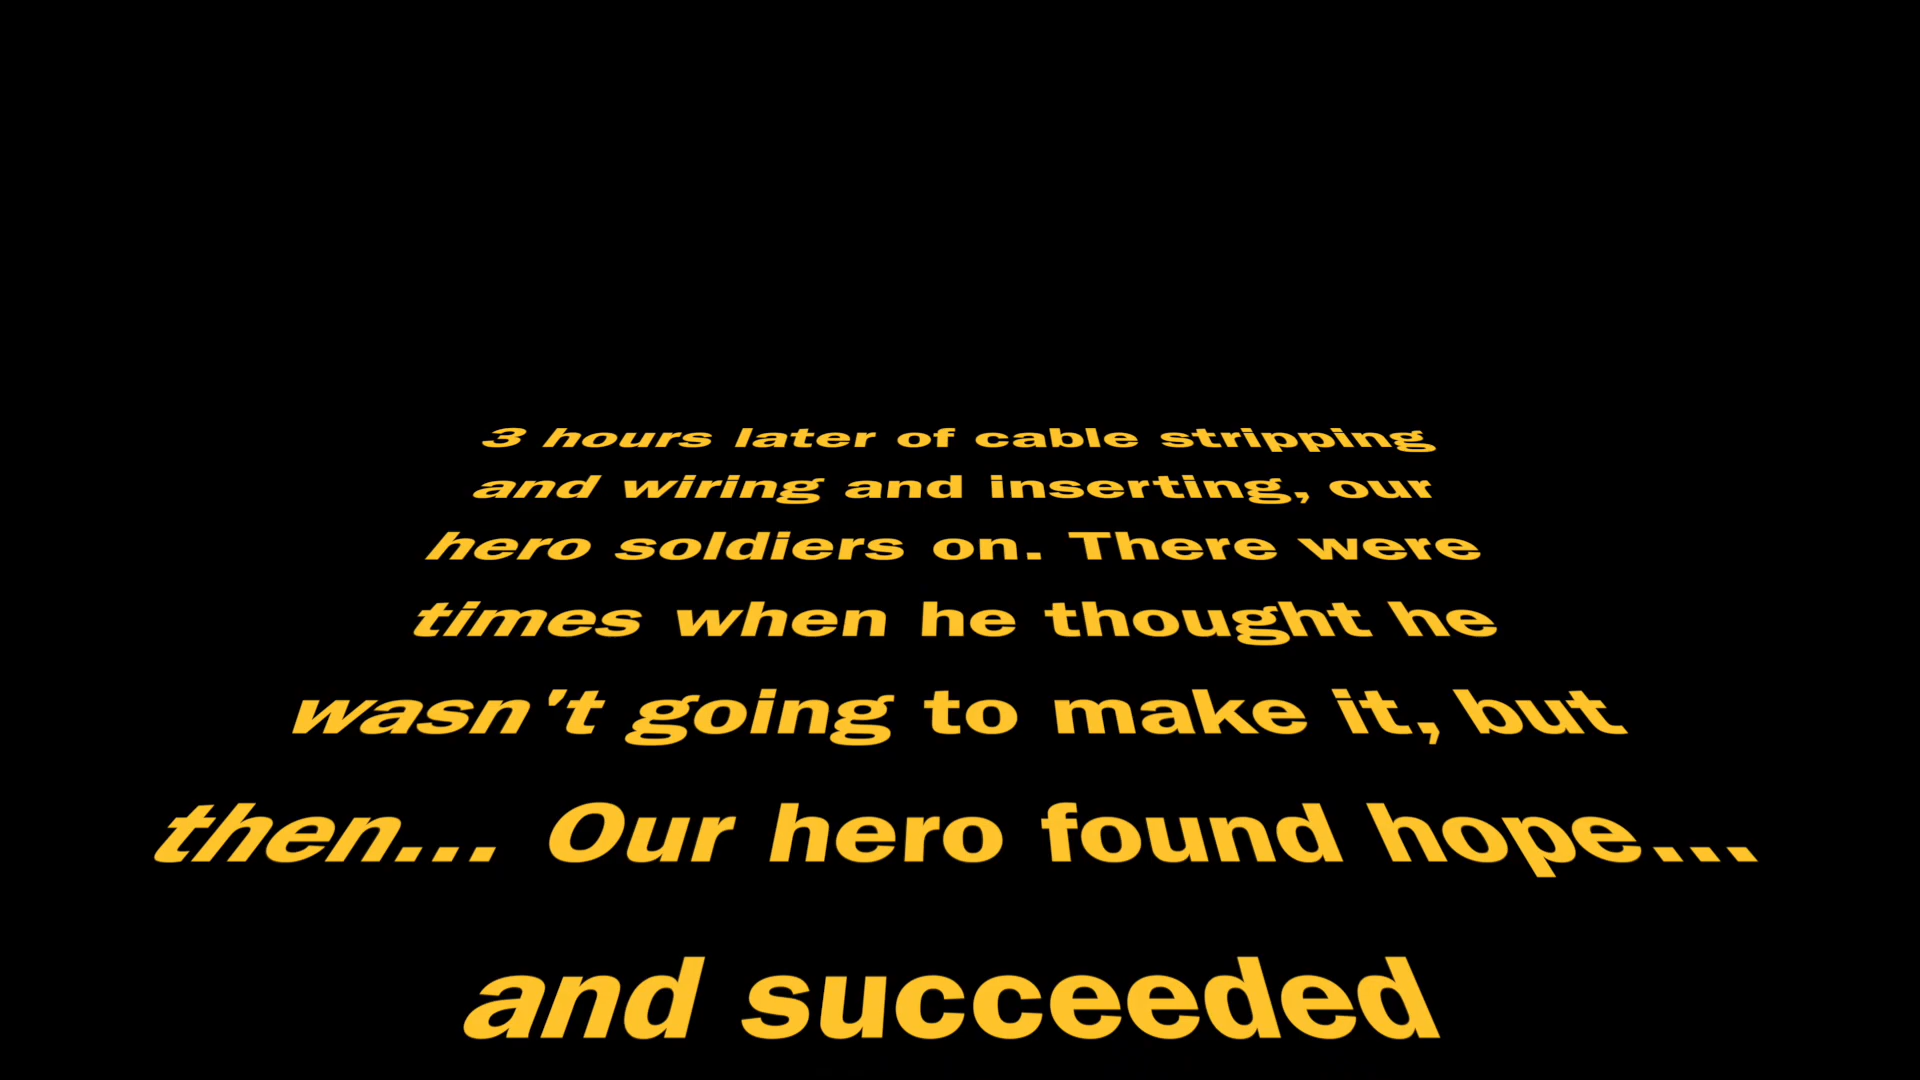 3 hours later of cable stripping
and wiring and inserting, our
hero soldiers on. There were
times when he thought he
wasn't going to make it, but
then... Our hero found hope...
and succeeded